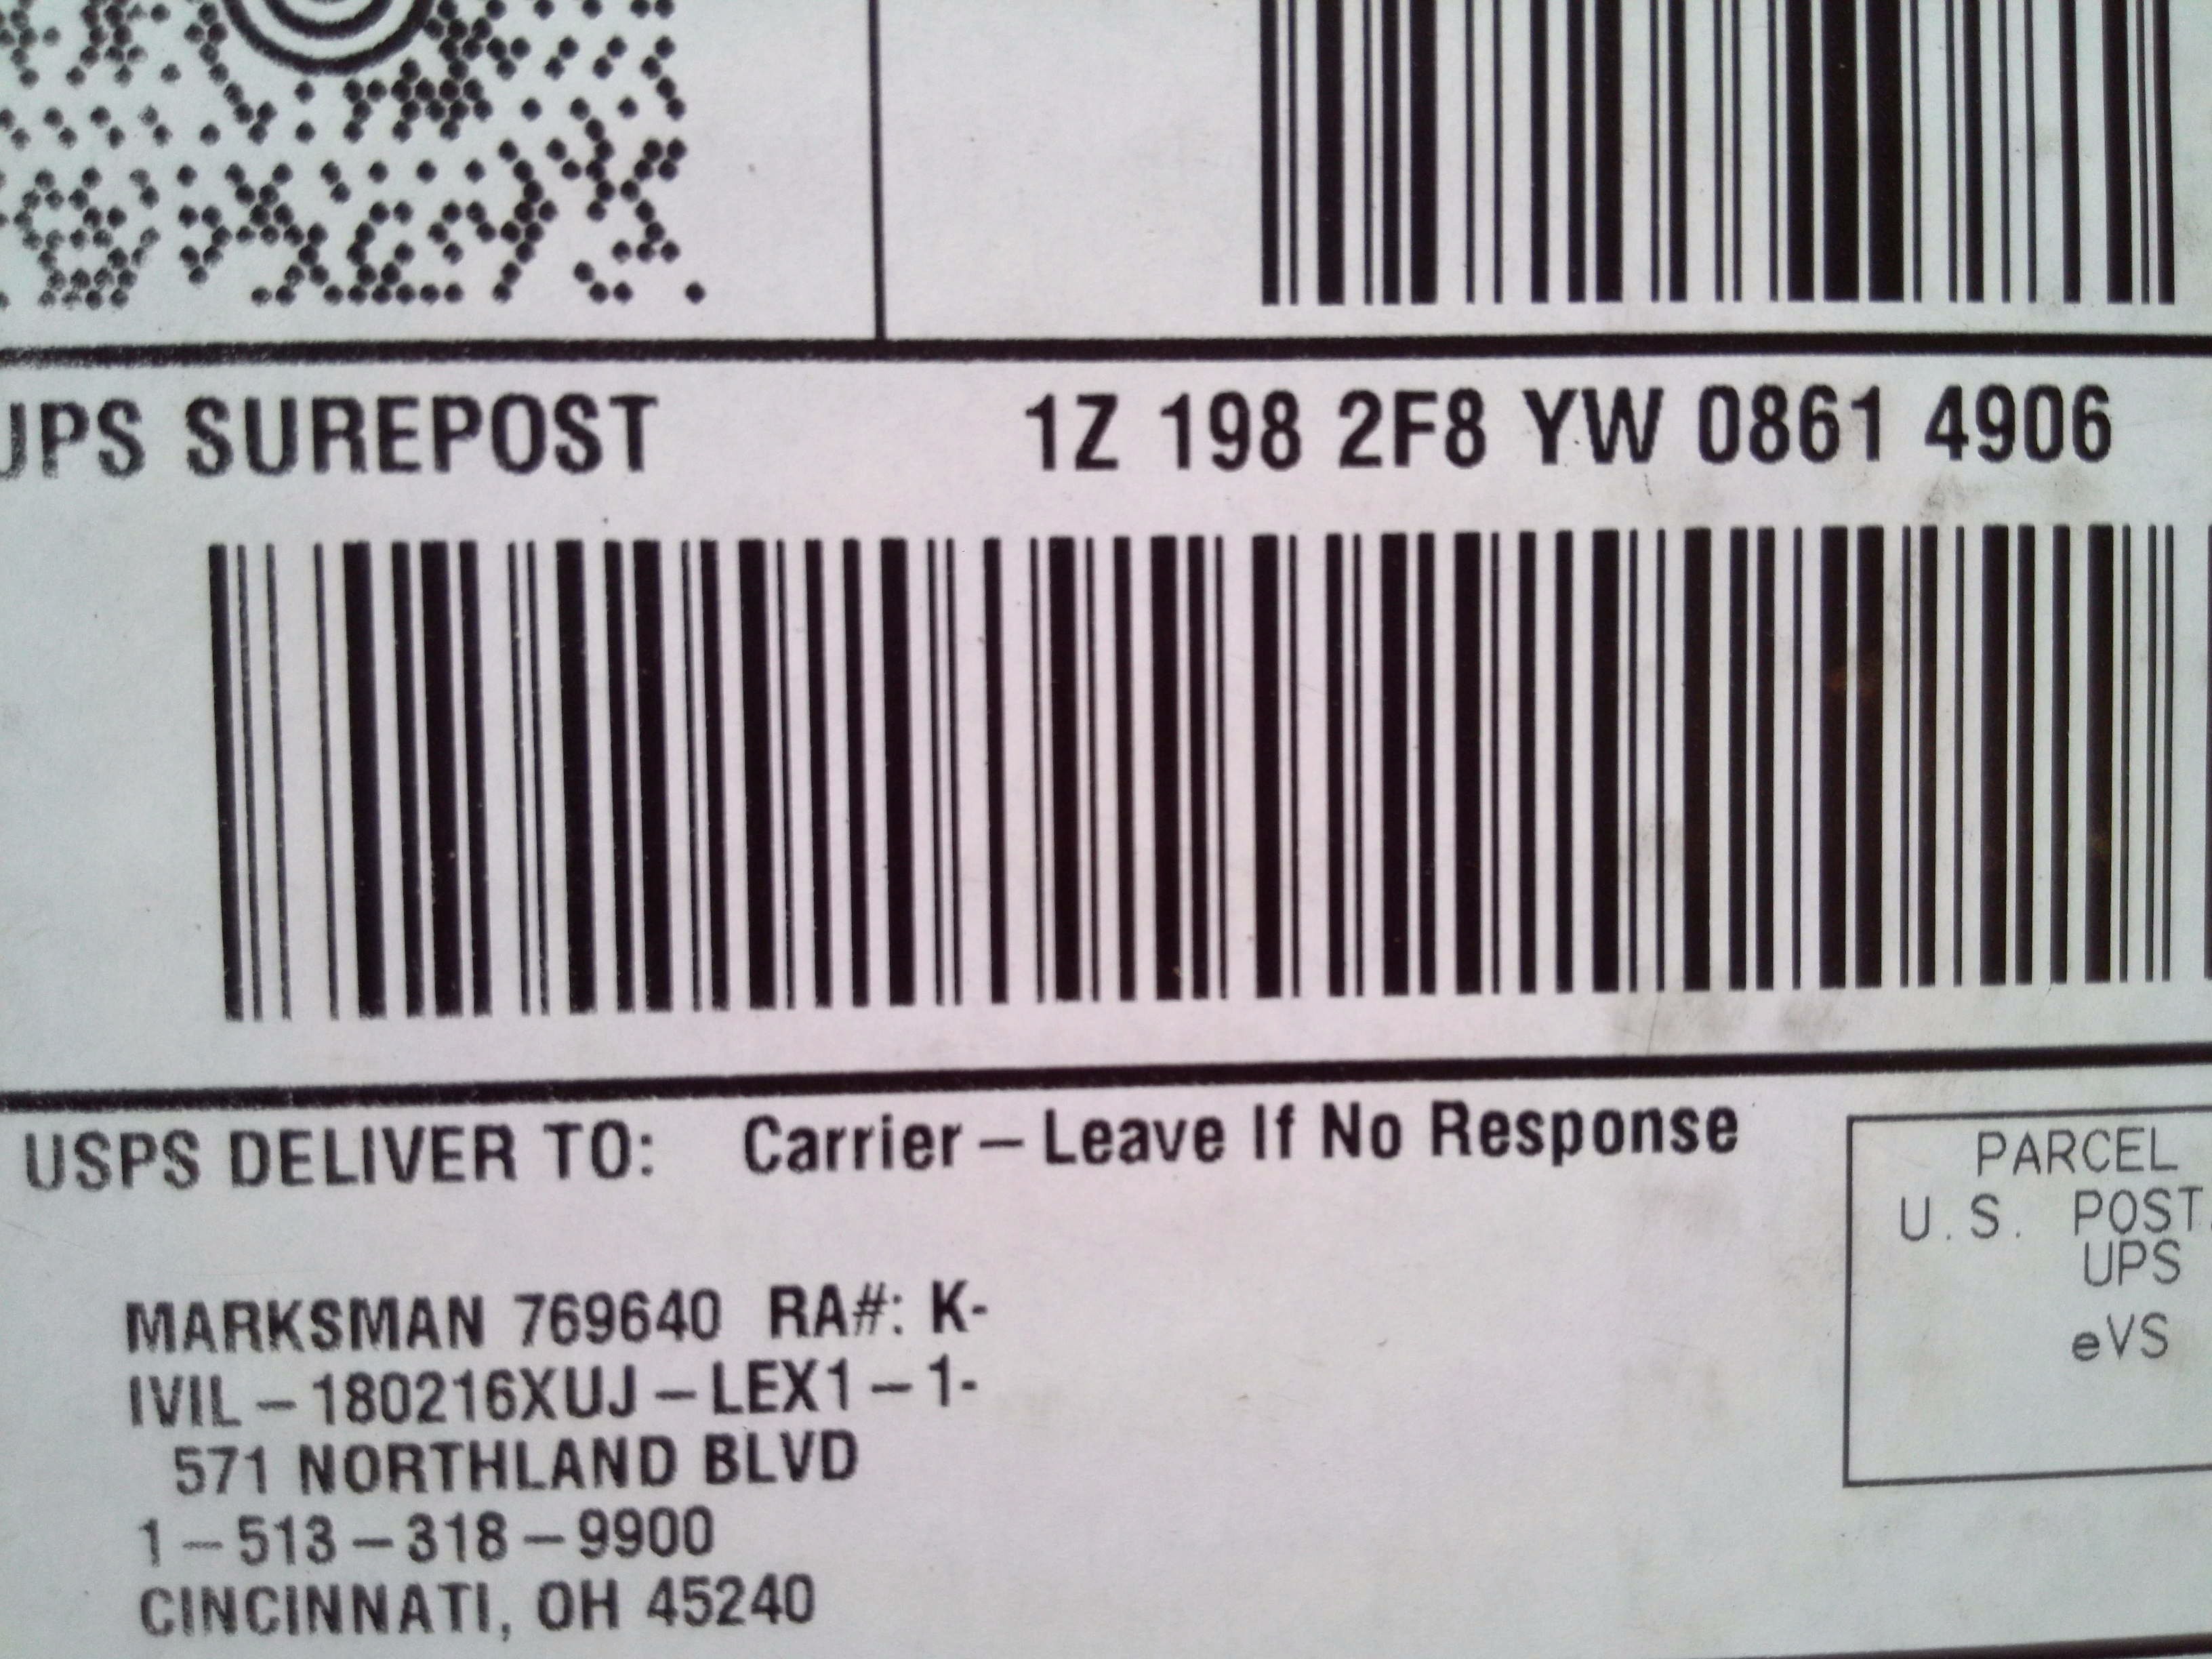 UPS SUREPOST 1Z 198 2F8 YW 0861 4906
USPS DELIVER TO: Carrier – Leave If No Response
PARCEL
U.S. POST
UPS
eVS
MARKSMAN 769640 RA#: K-
IVIL – 180216XUJ – LEX1 – 1-
571 NORTHLAND BLVD
1 – 513 – 318 – 9900
CINCINNATI, OH 45240